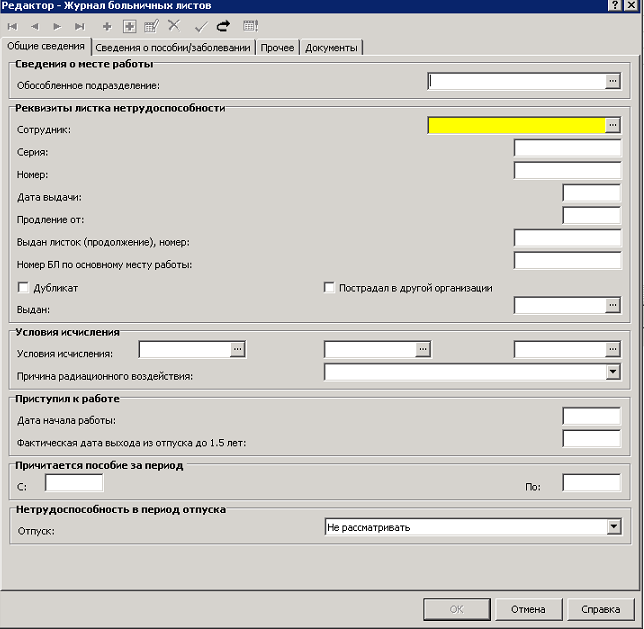 Редактор - Журнал больничных листов
Общие сведения Сведения о пособии/заболевании Прочее Документы
Сведения о месте работы
Обособленное подразделение:
Реквизиты листка нетрудоспособности
Сотрудник:
Серия:
Номер:
Дата выдачи:
Продление от:
Выдан листок (продолжение), номер:
Номер БЛ по основному месту работы:
Дубликат Пострадал в другой организации
Выдан:
Условия исчисления
Условия исчисления:
Причина радиационного воздействия:
Приступил к работе
Дата начала работы:
Фактическая дата выхода из отпуска до 1.5 лет:
Причитается пособие за период
С: По:
Нетрудоспособность в период отпуска
Отпуск: Не рассматривать
ОК Отмена Справка